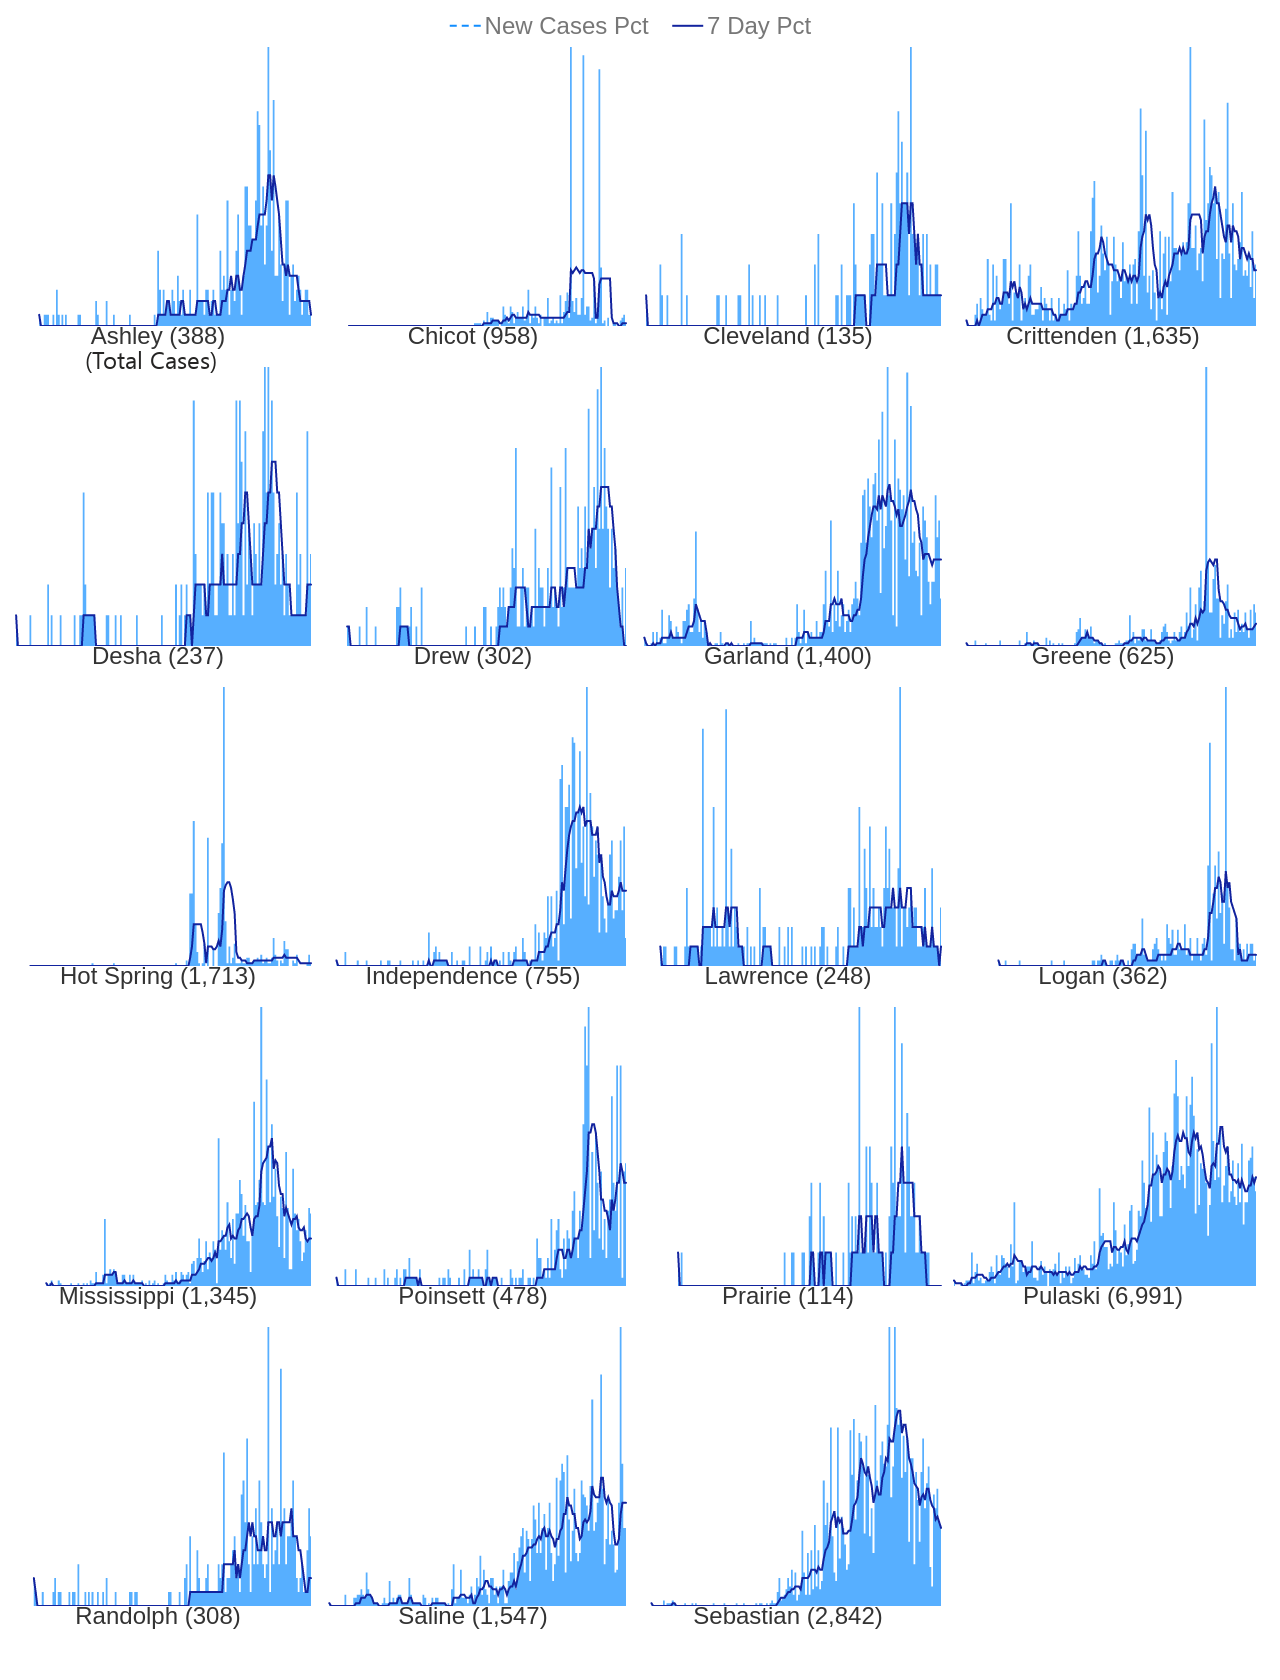 New Cases Pct 7 Day Pct
Ashley (388) Chicot (958) Cleveland (135) Crittenden (1,635)
(Total Cases)
Desha (237) Drew (302) Garland (1,400) Greene (625)
Hot Spring (1,713) Independence (755) Lawrence (248) Logan (362)
Mississippi (1,345) Poinsett (478) Prairie (114) Pulaski (6,991)
Randolph (308) Saline (1,547) Sebastian (2,842)